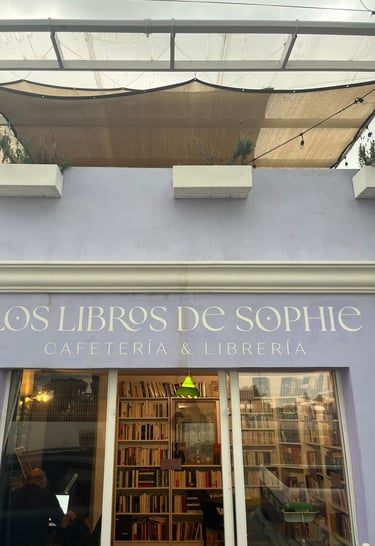 LOS LIBROS DE SOPHIE
CAFETERÍA & LIBRERÍA